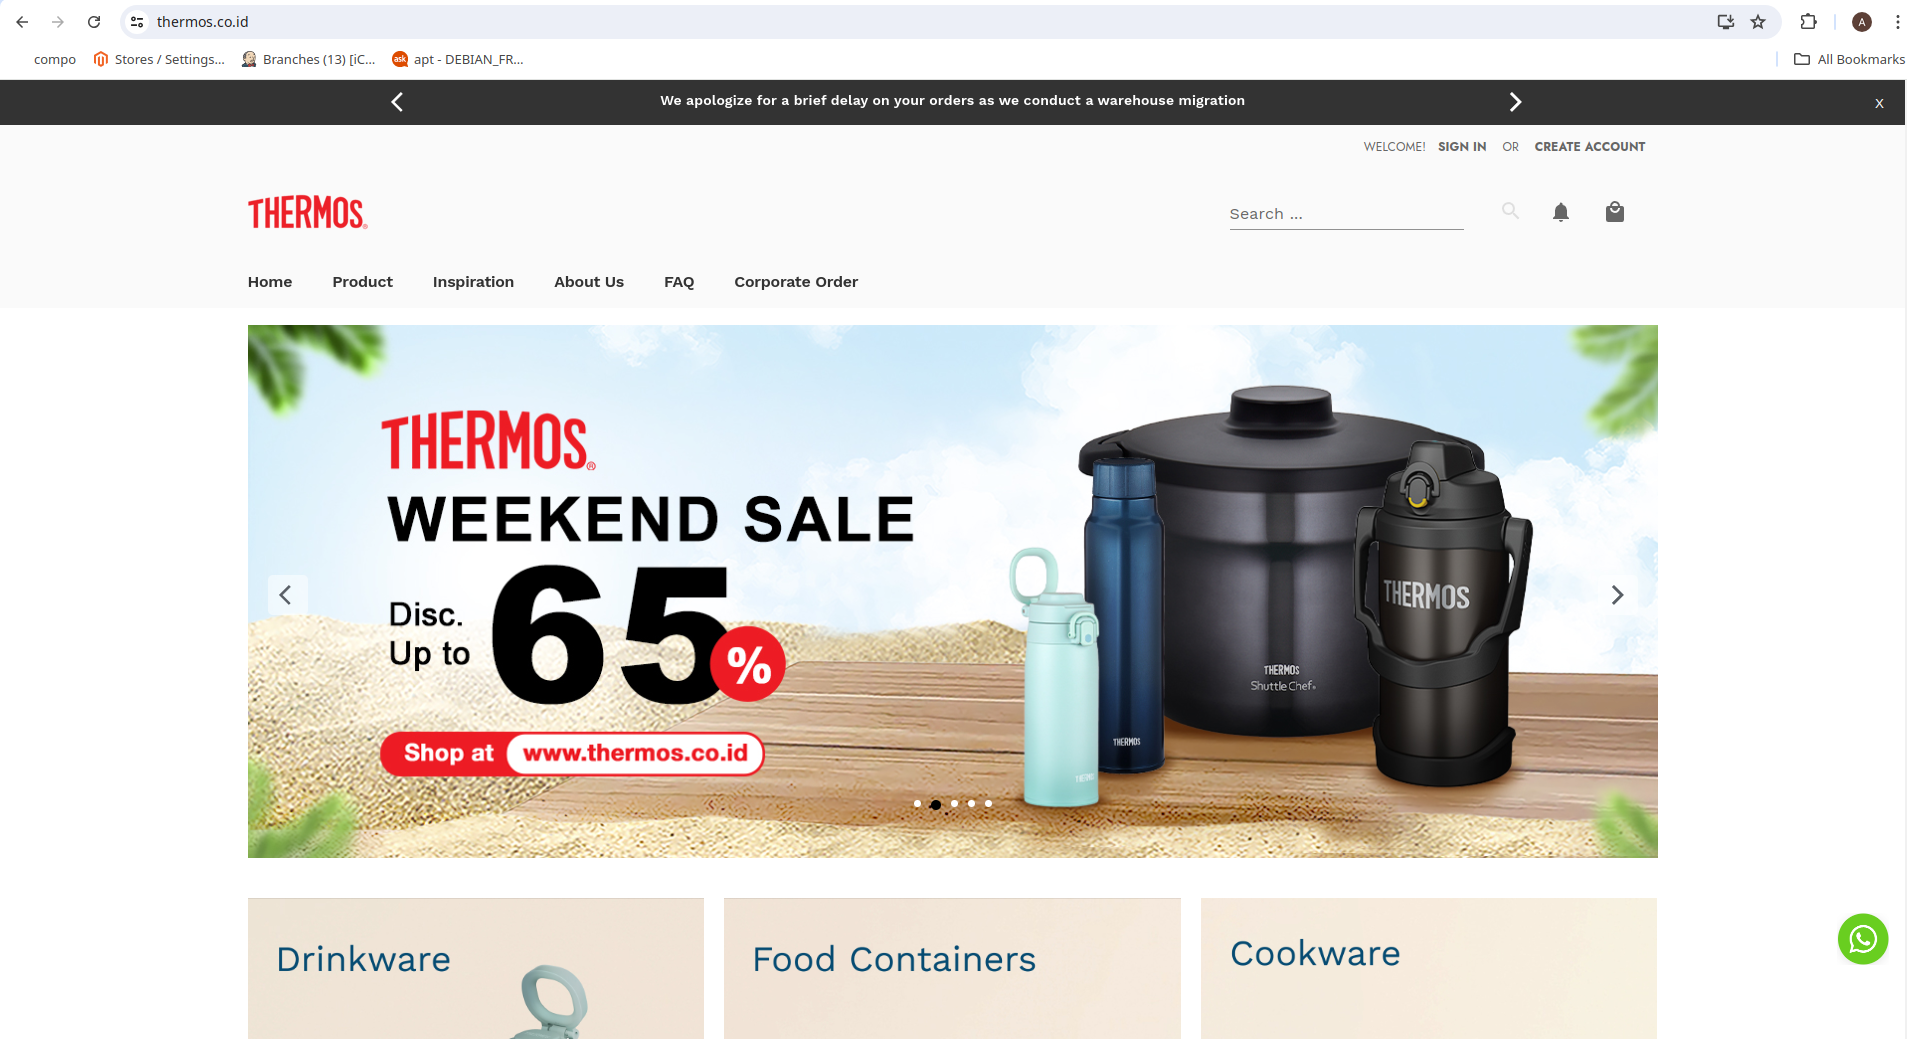 thermos.co.id
A
compo
Stores / Settings...
Branches (13) [iC...
ask
apt - DEBIAN_FR...
All Bookmarks
We apologize for a brief delay on your orders as we conduct a warehouse migration
X
WELCOME! SIGN IN OR CREATE ACCOUNT
THERMOS®
Search ...
Home
Product
Inspiration
About Us
FAQ
Corporate Order
THERMOS®
WEEKEND SALE
Disc.
Up to
65%
Shop at www.thermos.co.id
THERMOS
THERMOS
Shuttle Chef®
THERMOS
THERMOS
Drinkware
Food Containers
Cookware